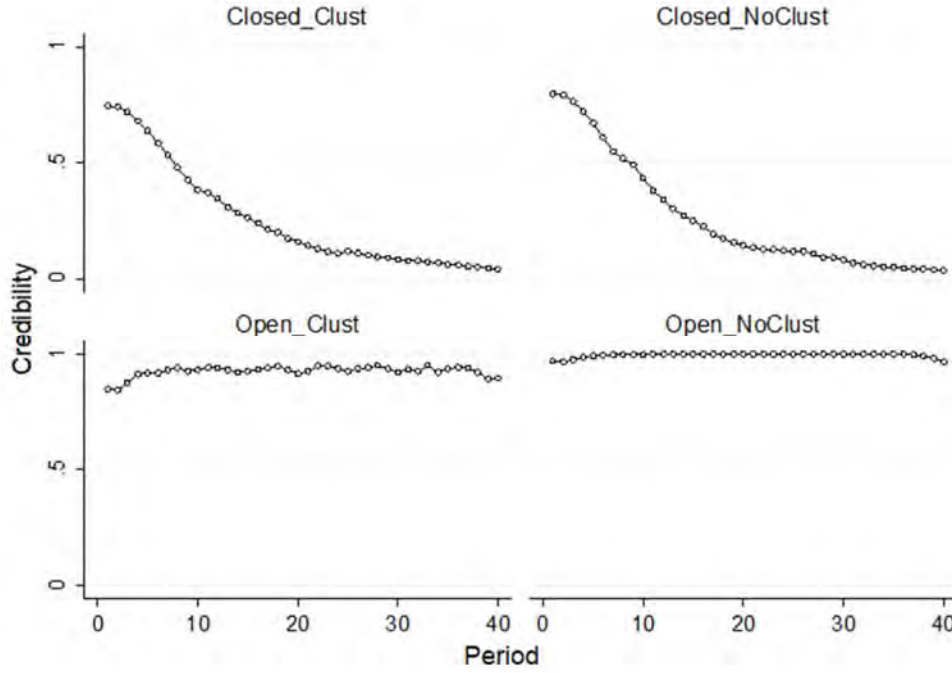 Closed_Clust
Closed_NoClust
1
.5
0
Open_Clust
Open_NoClust
1
.5
0
Credibility
0 10 20 30 40
0 10 20 30 40
Period